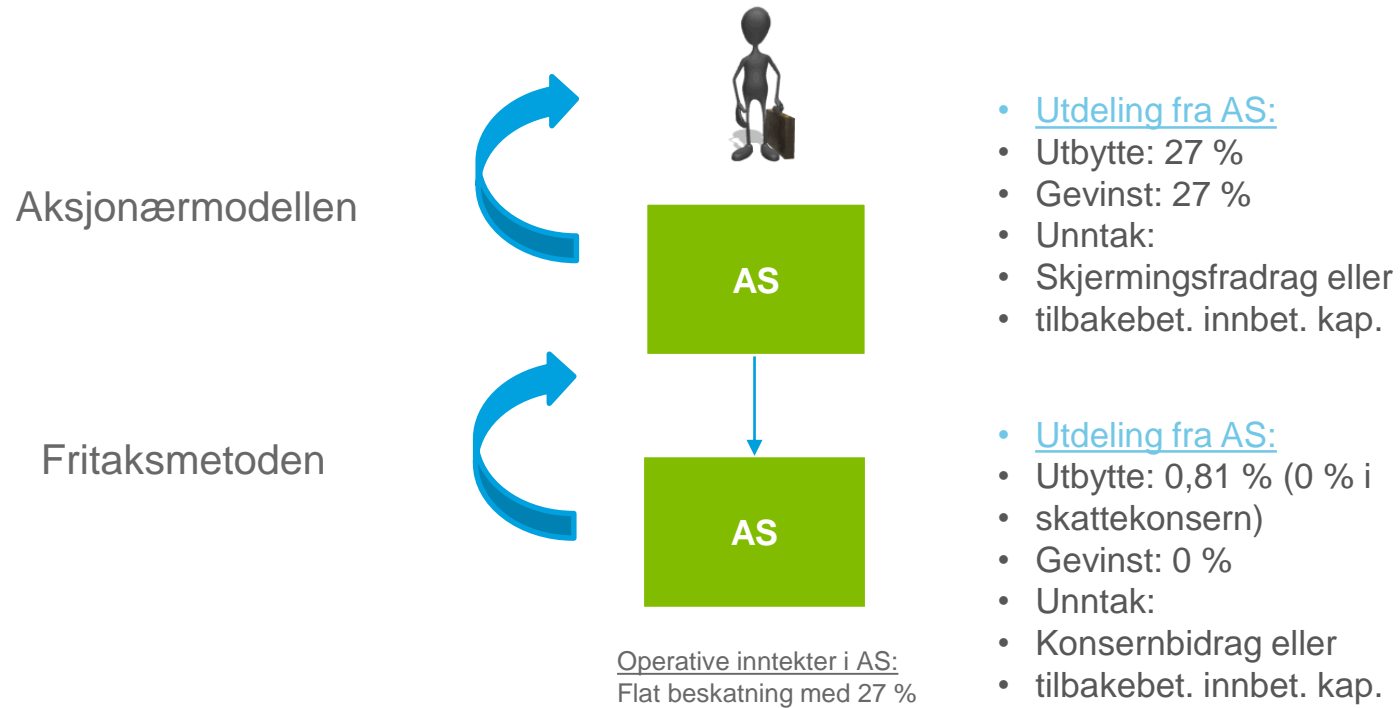 Aksjonærmodellen
AS
• Utdeling fra AS:
• Utbytte: 27 %
• Gevinst: 27 %
• Unntak:
• Skjermingsfradrag eller
• tilbakebet. innbet. kap.
Fritaksmetoden
AS
• Utdeling fra AS:
• Utbytte: 0,81 % (0 % i
• skattekonsern)
• Gevinst: 0 %
• Unntak:
• Konsernbidrag eller
• tilbakebet. innbet. kap.
Operative inntekter i AS:
Flat beskatning med 27 %